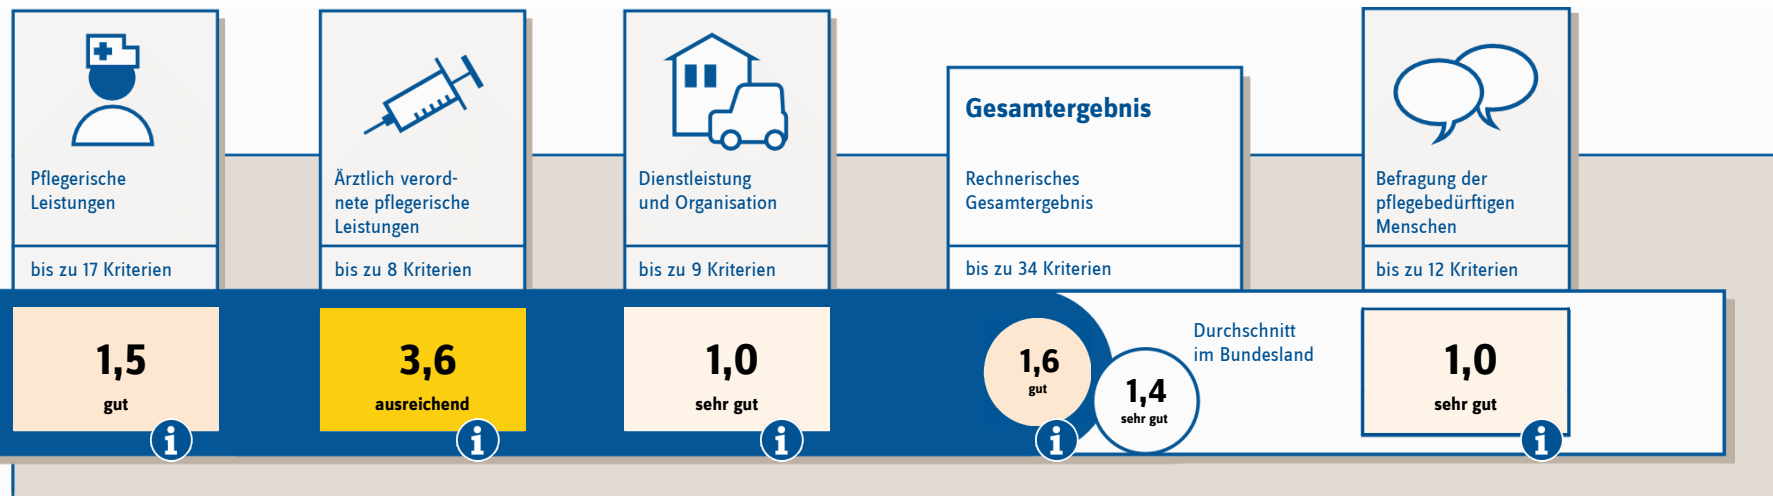 Pflegerische
Leistungen
bis zu 17 Kriterien
1,5
gut
i
Ärztlich verord-
nete pflegerische
Leistungen
bis zu 8 Kriterien
3,6
ausreichend
i
Dienstleistung
und Organisation
bis zu 9 Kriterien
1,0
sehr gut
i
Gesamtergebnis
Rechnerisches
Gesamtergebnis
bis zu 34 Kriterien
1,6
gut
i
Durchschnitt
im Bundesland
1,4
sehr gut
Befragung der
pflegebedürftigen
Menschen
bis zu 12 Kriterien
1,0
sehr gut
i